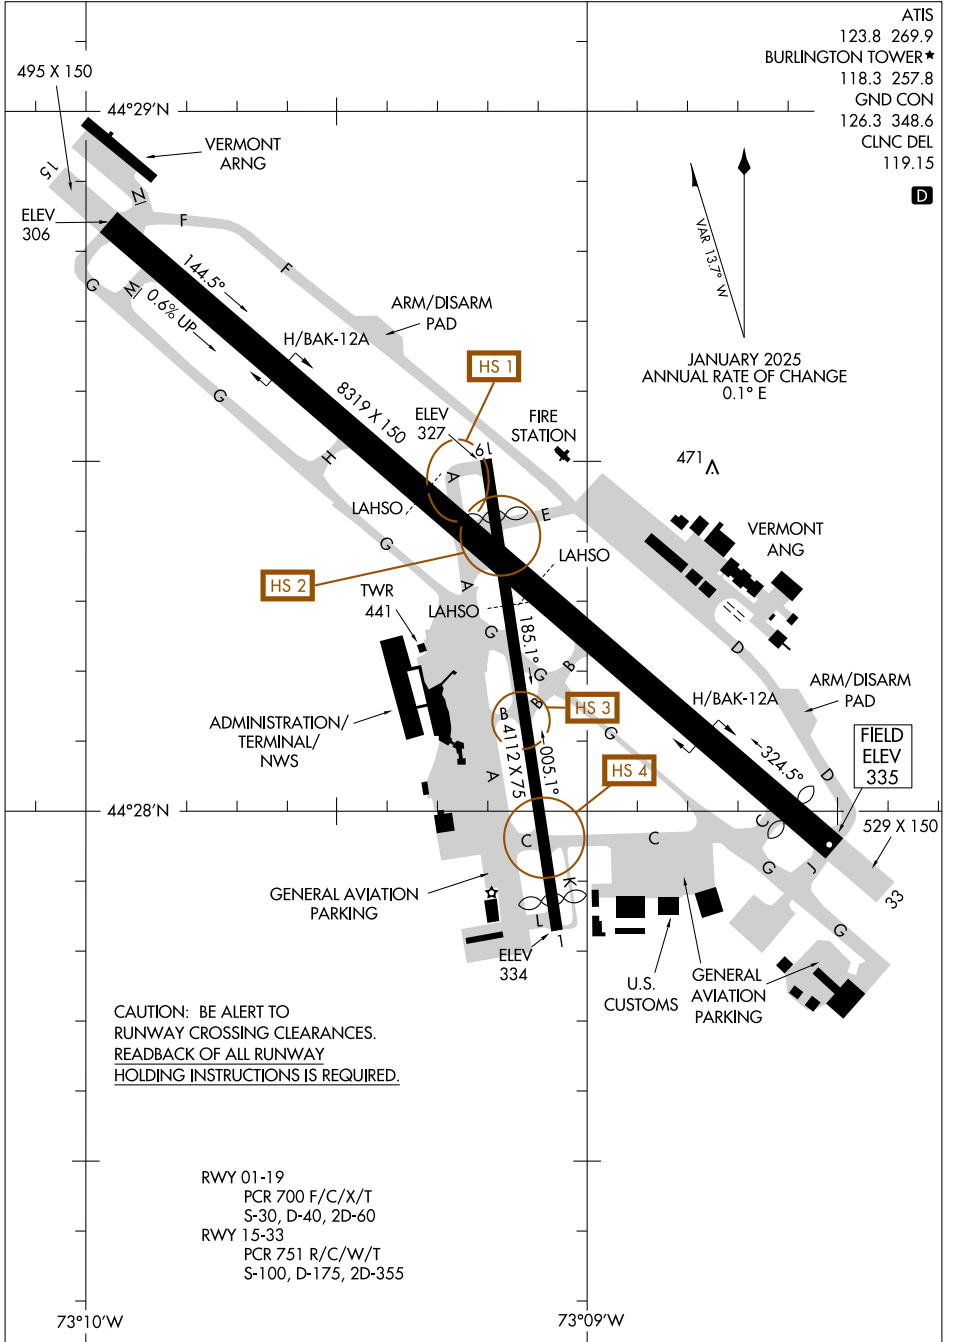 ATIS
123.8 269.9
BURLINGTON TOWER★
118.3 257.8
GND CON
126.3 348.6
CLNC DEL
119.15
D
495 X 150
44°29'N
VERMONT
ARNG
15
N
ELEV
306
F
F
G
M
144.5°
0.6% UP
VAR 13.7° W
ARM/DISARM
PAD
H/BAK-12A
JANUARY 2025
ANNUAL RATE OF CHANGE
0.1° E
HS 1
G
8319 X 150
ELEV
327
FIRE
STATION
19
H
A
471
LAHSO
E
VERMONT
ANG
G
LAHSO
HS 2
TWR
441
A
LAHSO
G
185.1°
B
G
D
ARM/DISARM
PAD
H/BAK-12A
B
B
HS 3
ADMINISTRATION/
TERMINAL/
NWS
G
4112 X 75
005.1°
FIELD
ELEV
335
A
HS 4
324.5°
D
44°28'N
C
C
C
J
G
529 X 150
33
K
GENERAL AVIATION
PARKING
L
1
ELEV
334
G
U.S.
CUSTOMS
GENERAL
AVIATION
PARKING
CAUTION: BE ALERT TO
RUNWAY CROSSING CLEARANCES.
READBACK OF ALL RUNWAY
HOLDING INSTRUCTIONS IS REQUIRED.
RWY 01-19
PCR 700 F/C/X/T
S-30, D-40, 2D-60
RWY 15-33
PCR 751 R/C/W/T
S-100, D-175, 2D-355
73°10'W
73°09'W